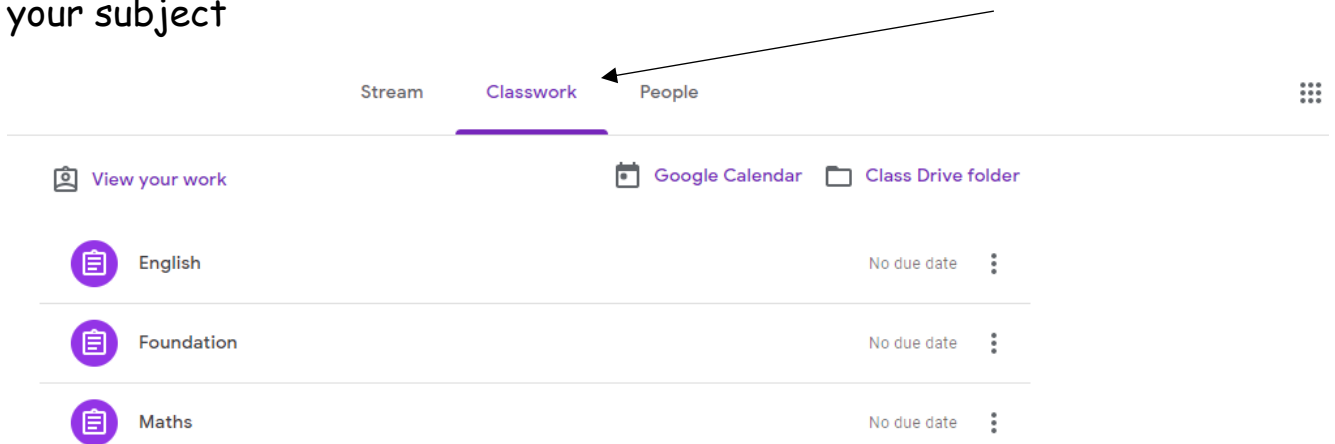 your subject
Stream Classwork People
View your work Google Calendar Class Drive folder
English No due date
Foundation No due date
Maths No due date